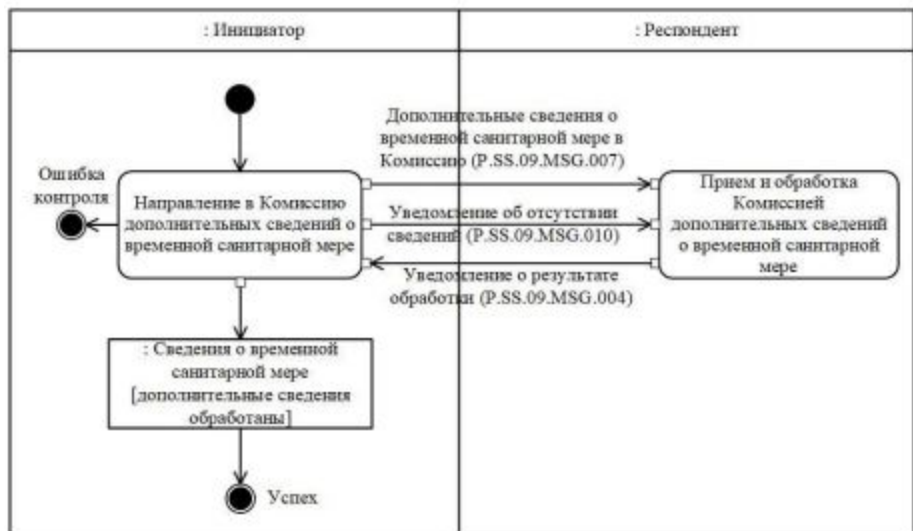 : Инициатор
: Респондент
Дополнительные сведения о
временной санитарной мере в
Комиссию (P.SS.09.MSG.007)
Ошибка
контроля
Направление в Комиссию
дополнительных сведений о
временной санитарной мере
Уведомление об отсутствии
сведений (P.SS.09.MSG.010)
Прием и обработка
Комиссией
дополнительных сведений
о временной санитарной
мере
Уведомление о результате
обработки (P.SS.09.MSG.004)
: Сведения о временной
санитарной мере
[дополнительные сведения
обработаны]
Успех